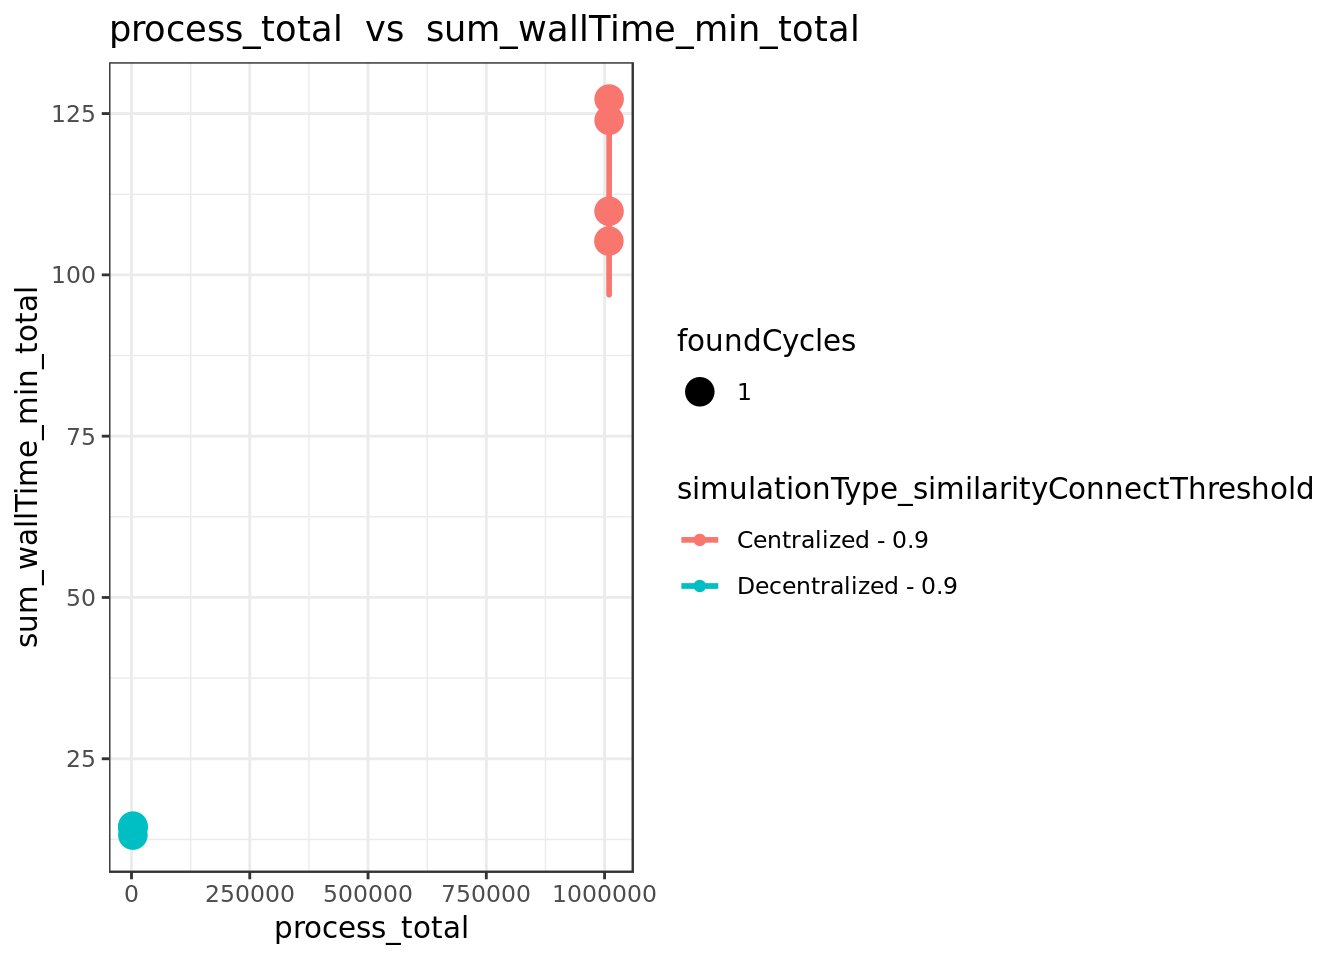 process_total  vs  sum_wallTime_min_total
sum_wallTime_min_total
125
100
75
50
25
0
250000
500000
750000
1000000
process_total
foundCycles
1
simulationType_similarityConnectThreshold
Centralized - 0.9
Decentralized - 0.9